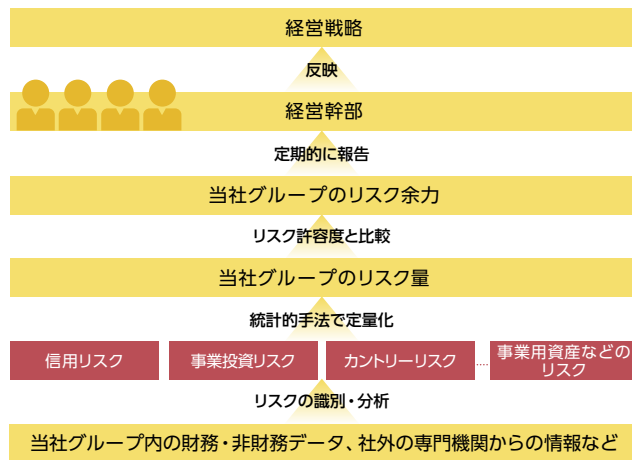 経営戦略
反映
経営幹部
定期的に報告
当社グループのリスク余力
リスク許容度と比較
当社グループのリスク量
統計的手法で定量化
信用リスク
事業投資リスク
カントリーリスク
....
事業用資産などの
リスク
リスクの識別・分析
当社グループ内の財務・非財務データ、社外の専門機関からの情報など